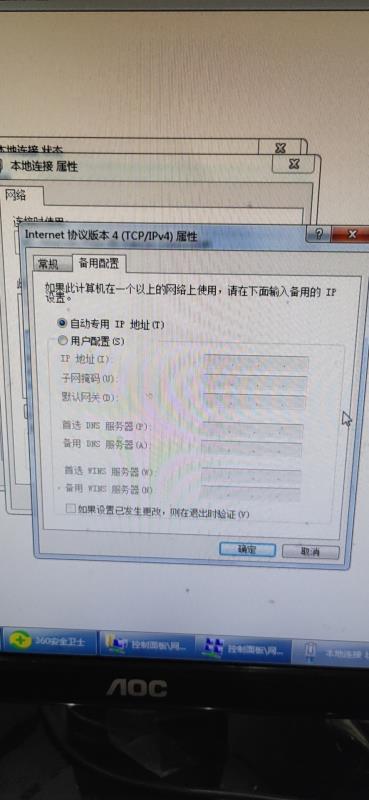 本地连接 状态
本地连接 属性
网络
连接时使用:
Internet 协议版本 4 (TCP/IPv4) 属性
常规
备用配置
如果此计算机在一个以上的网络上使用，请在下面输入备用的 IP
设置。
自动专用 IP 地址(T)
用户配置(S)
IP 地址(I):
子网掩码(U):
默认网关(D):
首选 DNS 服务器(P):
备用 DNS 服务器(A):
首选 WINS 服务器(W):
备用 WINS 服务器(N)
如果设置已发生更改，则在退出时验证(V)
确定
取消
360安全卫士
控制面板\网...
控制面板\网...
本地连接
AOC